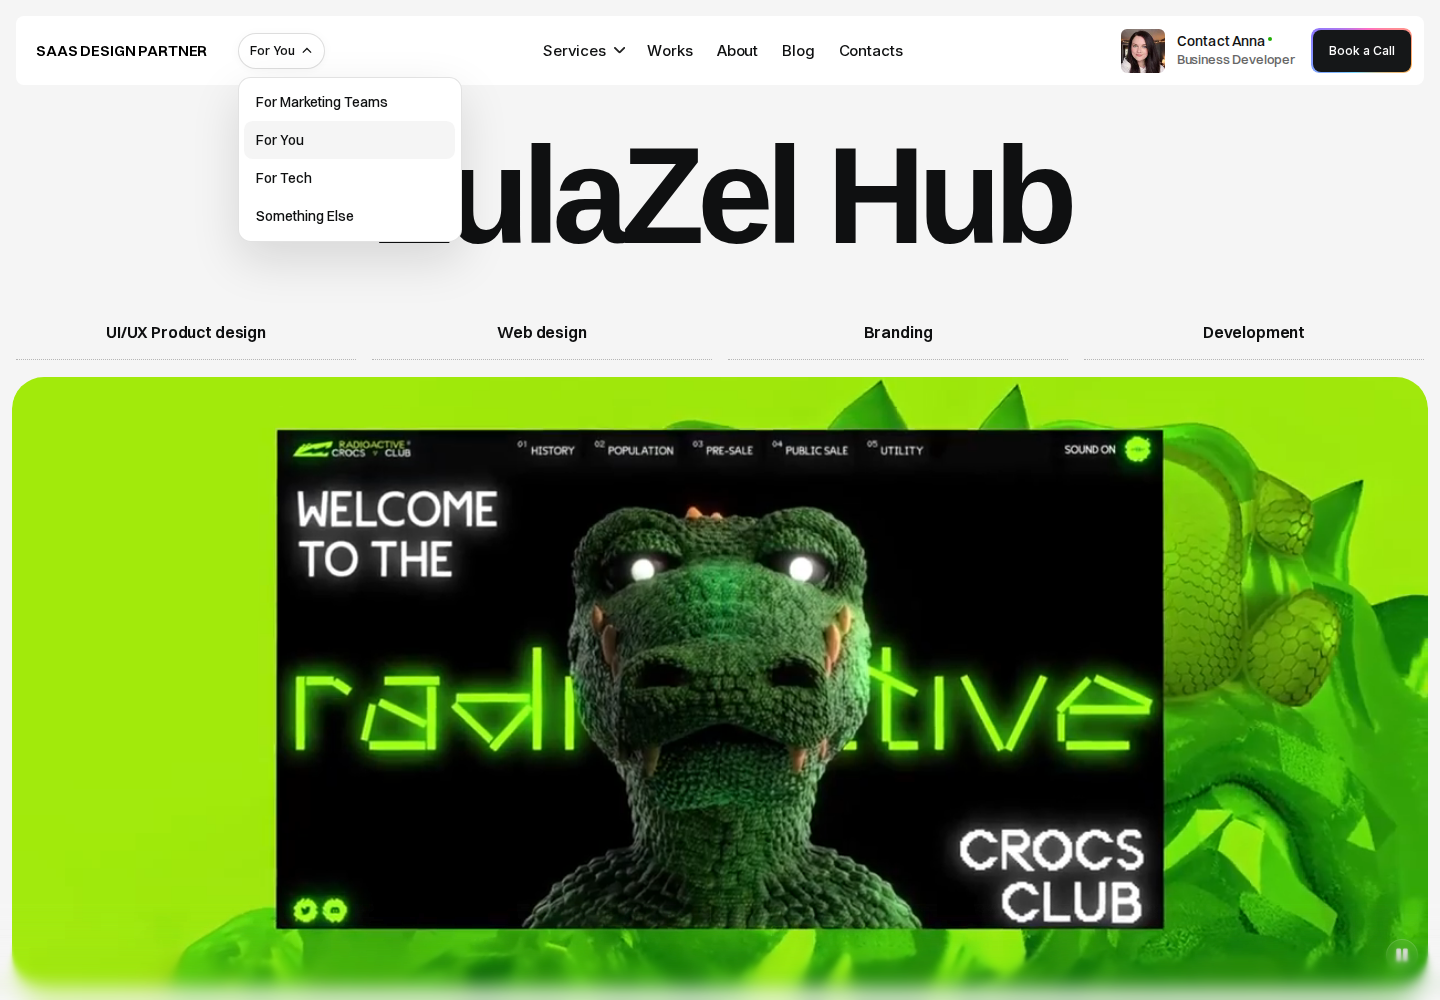 SAAS DESIGN PARTNER
For You
Services
Works
About
Blog
Contacts
Contact Anna
Business Developer
Book a Call
For Marketing Teams
For You
For Tech
Something Else
ulaZel Hub
UI/UX Product design
Web design
Branding
Development
RADIOACTIVE
CROCS CLUB
01 HISTORY
02 POPULATION
03 PRE-SALE
04 PUBLIC SALE
05 UTILITY
SOUND ON
WELCOME
TO THE
radi tive
CROCS
CLUB